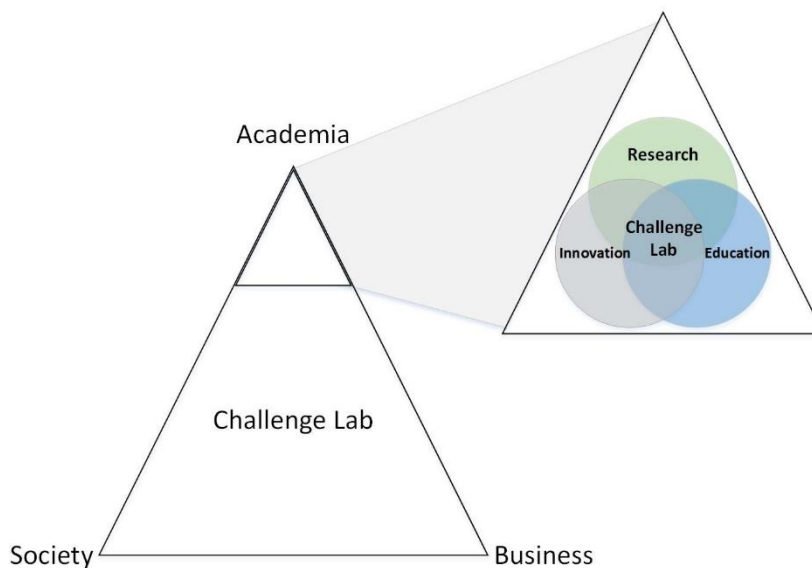 Academia
Research
Challenge
Lab
Innovation
Education
Challenge Lab
Society
Business